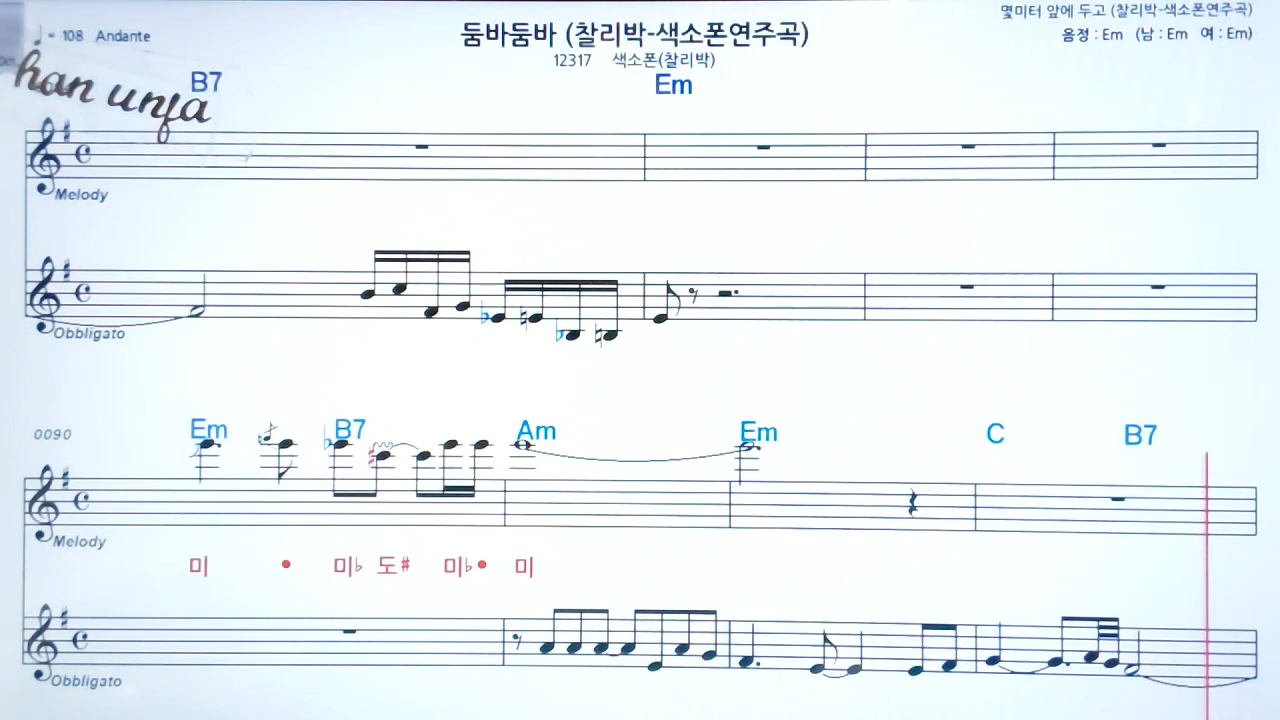 몇미터 앞에 두고 (찰리박-색소폰연주곡)
♩ = 108 Andante
둠바둠바 (찰리박-색소폰연주곡)
음정 : Em (남 : Em 여 : Em)
12317 색소폰(찰리박)
han unfa
B7 Em
Melody
Obbligato
0090
Em B7 Am Em C B7
Melody
미 • 미♭ 도♯ 미♭ • 미
Obbligato